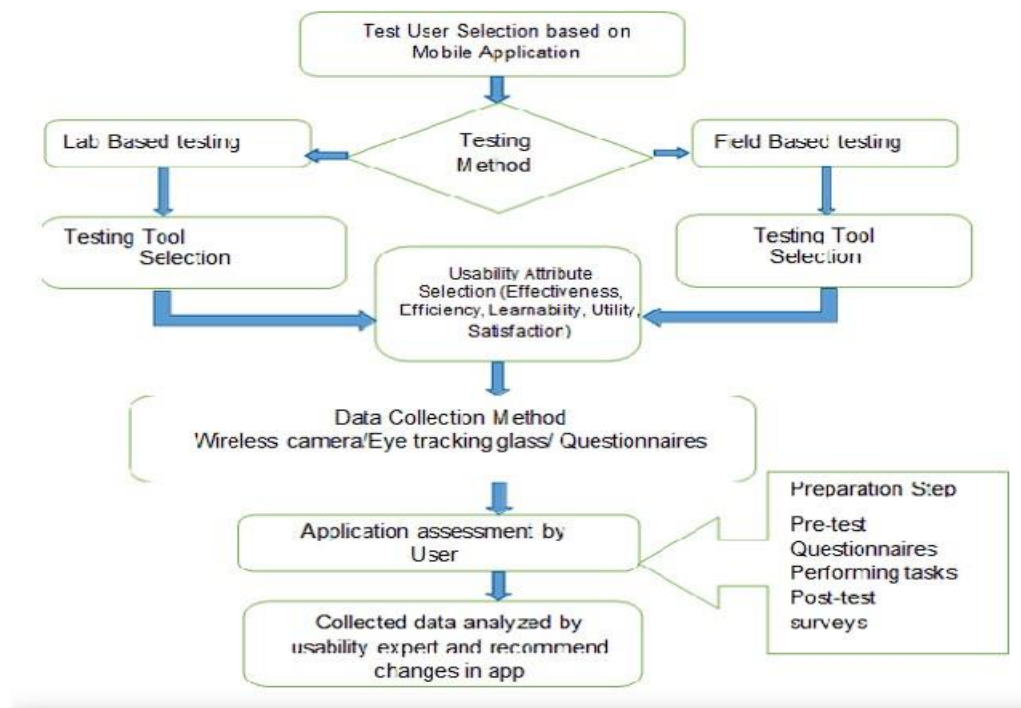 Test User Selection based on
Mobile Application
Testing
Method
Lab Based testing
Field Based testing
Testing Tool
Selection
Testing Tool
Selection
Usability Attribute
Selection (Effectiveness,
Efficiency, Learnability, Utility,
Satisfaction)
Data Collection Method
Wireless camera/Eye tracking glass/ Questionnaires
Application assessment by
User
Preparation Step
Pre-test
Questionnaires
Performing tasks
Post-test
surveys
Collected data analyzed by
usability expert and recommend
changes in app